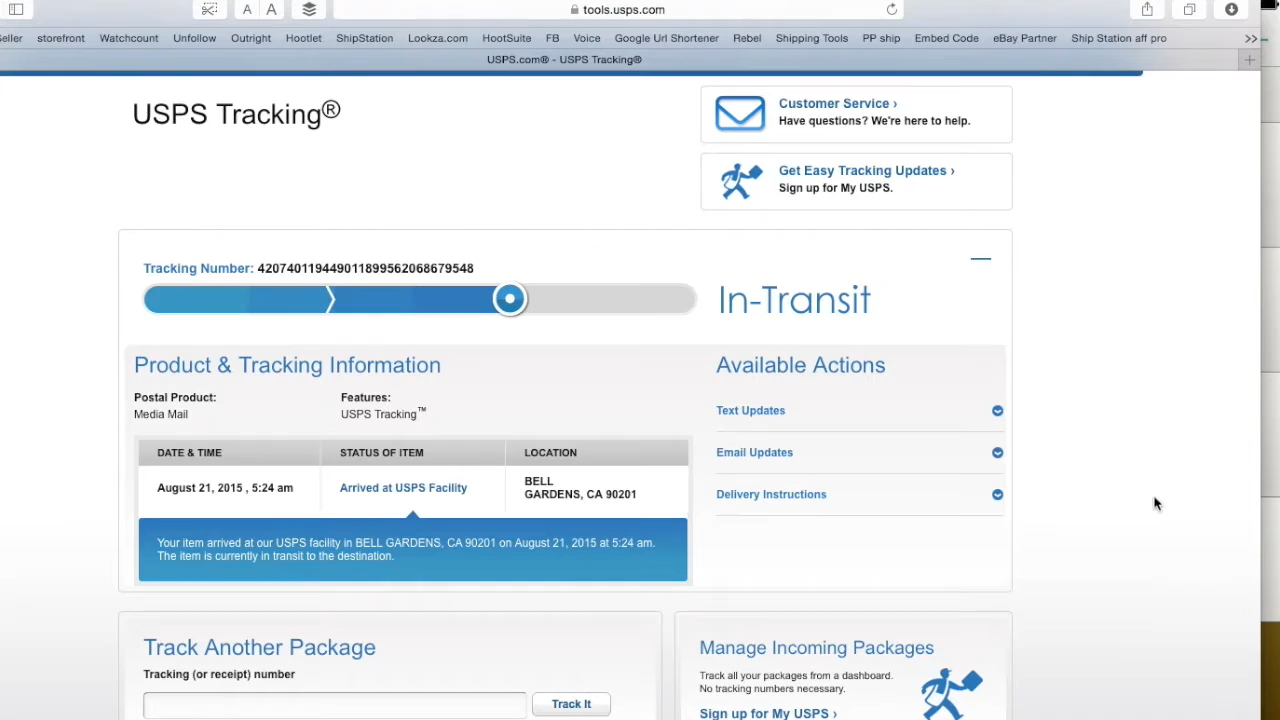 A A tools.usps.com
eller storefront Watchcount Unfollow Outright Hootlet ShipStation Lookza.com HootSuite FB Voice Google Url Shortener Rebel Shipping Tools PP ship Embed Code eBay Partner Ship Station aff pro >>
USPS.com® - USPS Tracking® +
USPS Tracking®
Customer Service ›
Have questions? We're here to help.
Get Easy Tracking Updates ›
Sign up for My USPS.
Tracking Number: 420740119449011899562068679548
In-Transit
Product & Tracking Information
Postal Product: Features:
Media Mail USPS Tracking™
DATE & TIME STATUS OF ITEM LOCATION
August 21, 2015 , 5:24 am Arrived at USPS Facility BELL
GARDENS, CA 90201
Your item arrived at our USPS facility in BELL GARDENS, CA 90201 on August 21, 2015 at 5:24 am.
The item is currently in transit to the destination.
Available Actions
Text Updates
Email Updates
Delivery Instructions
Track Another Package
Tracking (or receipt) number
Track It
Manage Incoming Packages
Track all your packages from a dashboard.
No tracking numbers necessary.
Sign up for My USPS ›